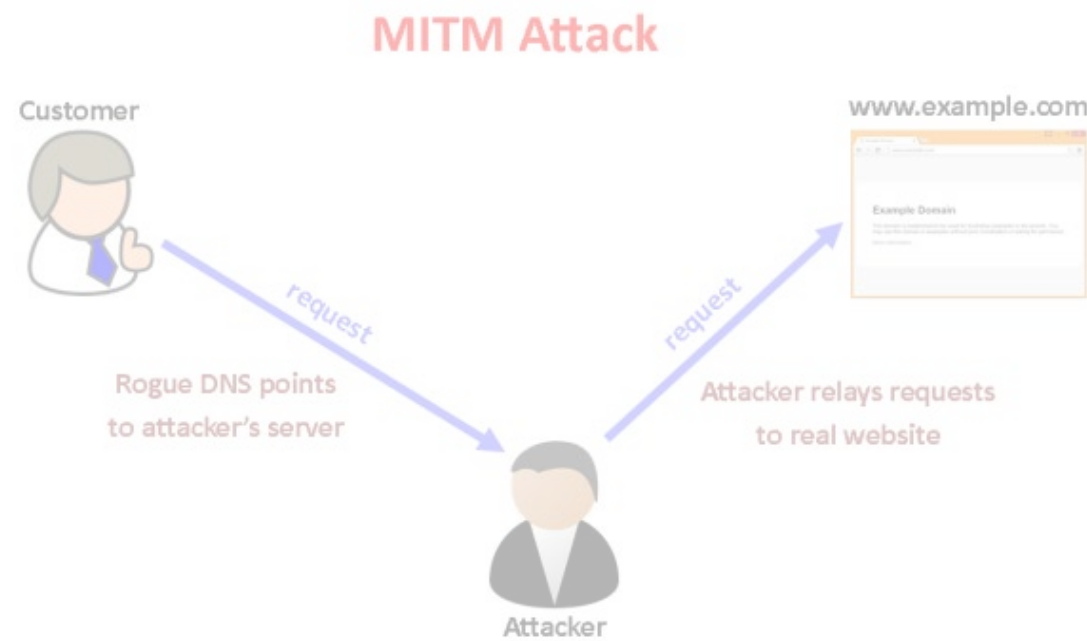 MITM Attack
Customer
www.example.com
Example Domain
request
request
Rogue DNS points
to attacker's server
Attacker relays requests
to real website
Attacker